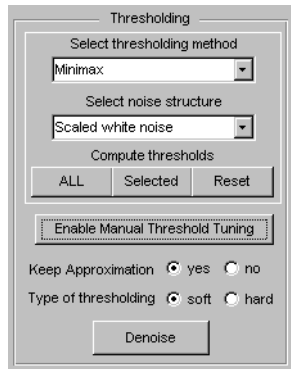 Thresholding
Select thresholding method
Minimax
Select noise structure
Scaled white noise
Compute thresholds
ALL Selected Reset
Enable Manual Threshold Tuning
Keep Approximation yes no
Type of thresholding soft hard
Denoise